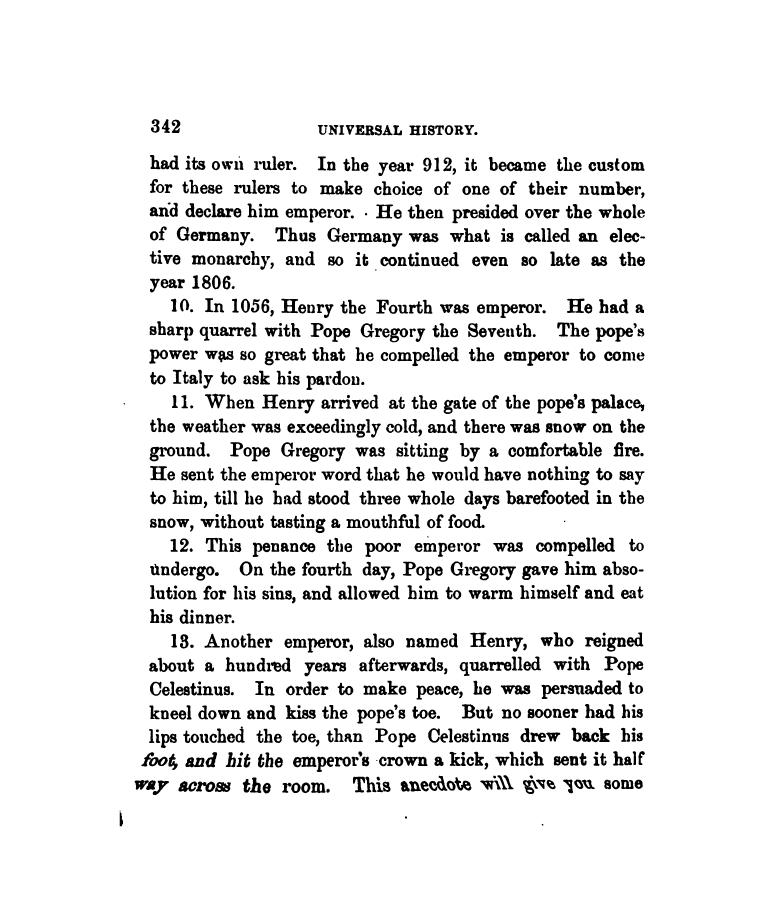 342 UNIVERSAL HISTORY.
had its own ruler. In the year 912, it became the custom
for these rulers to make choice of one of their number,
and declare him emperor. He then presided over the whole
of Germany. Thus Germany was what is called an elec-
tive monarchy, and so it continued even so late as the
year 1806.
10. In 1056, Henry the Fourth was emperor. He had a
sharp quarrel with Pope Gregory the Seventh. The pope's
power was so great that he compelled the emperor to come
to Italy to ask his pardon.
11. When Henry arrived at the gate of the pope's palace,
the weather was exceedingly cold, and there was snow on the
ground. Pope Gregory was sitting by a comfortable fire.
He sent the emperor word that he would have nothing to say
to him, till he had stood three whole days barefooted in the
snow, without tasting a mouthful of food.
12. This penance the poor emperor was compelled to
undergo. On the fourth day, Pope Gregory gave him abso-
lution for his sins, and allowed him to warm himself and eat
his dinner.
13. Another emperor, also named Henry, who reigned
about a hundred years afterwards, quarrelled with Pope
Celestinus. In order to make peace, he was persuaded to
kneel down and kiss the pope's toe. But no sooner had his
lips touched the toe, than Pope Celestinus drew back his
foot, and hit the emperor's crown a kick, which sent it half
way across the room. This anecdote will give you some